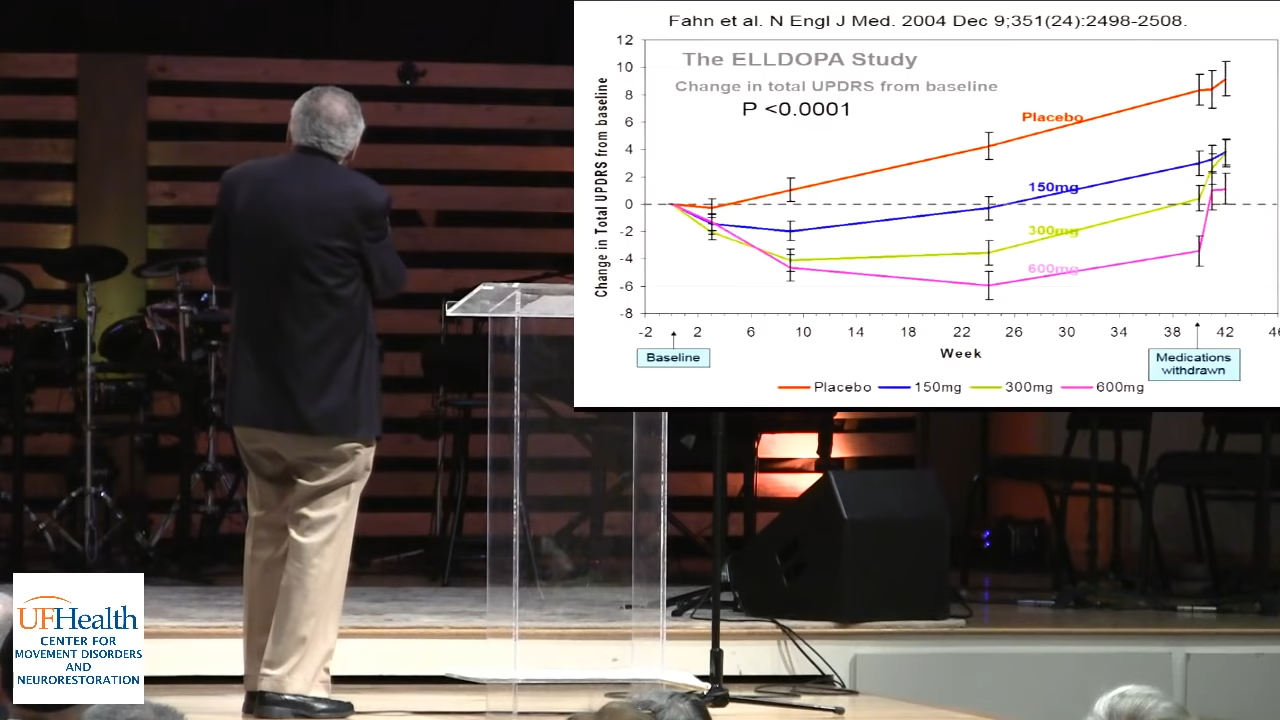 Fahn et al. N Engl J Med. 2004 Dec 9;351(24):2498-2508.
The ELLDOPA Study
Change in total UPDRS from baseline
P <0.0001
Change in Total UPDRS from baseline
12
10
8
6
4
2
0
-2
-4
-6
-8
Placebo
150mg
300mg
600mg
-2 2 6 10 14 18 22 26 30 34 38 42 46
Week
Baseline
Medications
withdrawn
Placebo 150mg 300mg 600mg
UFHealth
CENTER FOR
MOVEMENT DISORDERS
AND
NEURORESTORATION